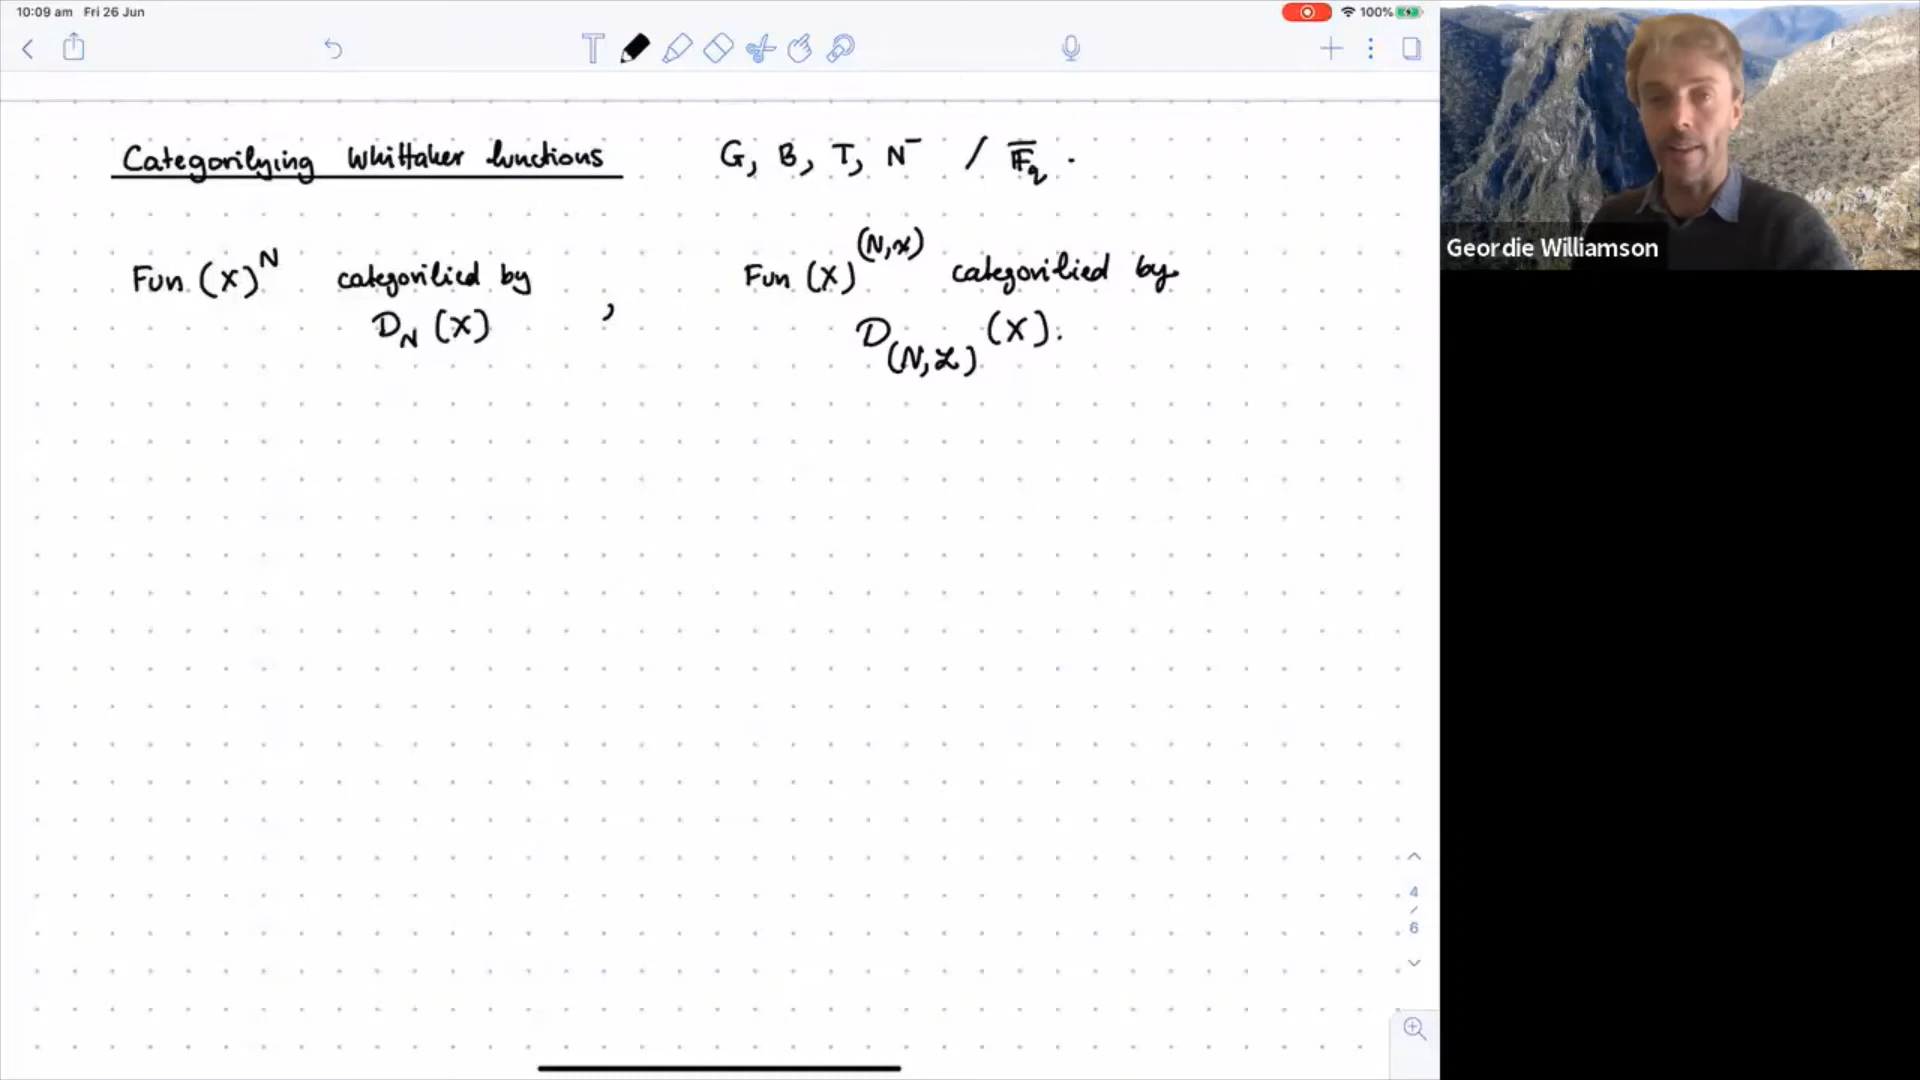 10:09 am Fri 26 Jun
100%
Categorifying Whittaker functions G, B, T, N⁻ / F̅_q .
Fun (X)^N categorified by , Fun (X)^(N,χ) categorified by
D_N (X) D_(N,ℒ) (X).
Geordie Williamson
4
/
6